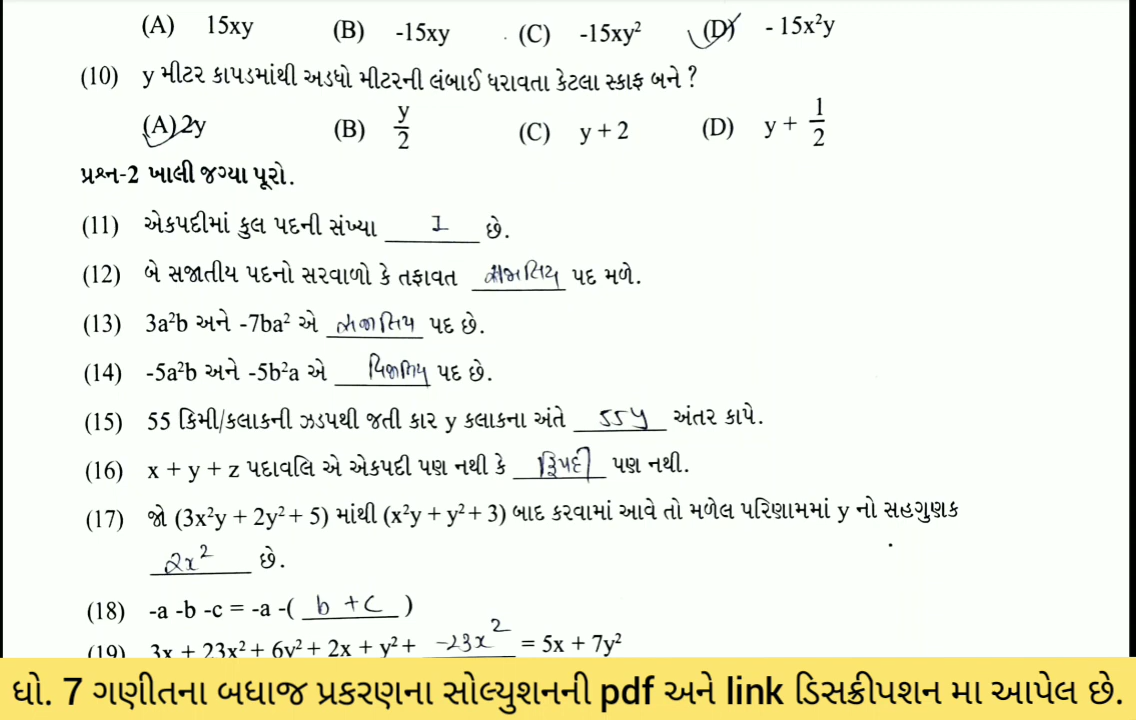 (A) 15xy (B) -15xy (C) -15xy² (D) - 15x²y
(10) y મીટર કાપડમાંથી અડધો મીટરની લંબાઈ ધરાવતા કેટલા સ્કાફ બને ?
(A) 2y (B) y/2 (C) y + 2 (D) y + 1/2
પ્રશ્ન-2 ખાલી જગ્યા પૂરો.
(11) એકપદીમાં કુલ પદની સંખ્યા 1 છે.
(12) બે સજાતીય પદનો સરવાળો કે તફાવત સજાતિય પદ મળે.
(13) 3a²b અને -7ba² એ સજાતિય પદ છે.
(14) -5a²b અને -5b²a એ વિજાતિય પદ છે.
(15) 55 કિમી/કલાકની ઝડપથી જતી કાર y કલાકના અંતે 55y અંતર કાપે.
(16) x + y + z પદાવલિ એ એકપદી પણ નથી કે દ્વિપદી પણ નથી.
(17) જો (3x²y + 2y² + 5) માંથી (x²y + y² + 3) બાદ કરવામાં આવે તો મળેલ પરિણામમાં y નો સહગુણક
2x² છે.
(18) -a -b -c = -a -( b + c )
(19) 3x + 23x² + 6y² + 2x + y² + -23x² = 5x + 7y²
ધો. 7 ગણીતના બધાજ પ્રકરણના સોલ્યુશનની pdf અને link ડિસક્રીપશન મા આપેલ છે.